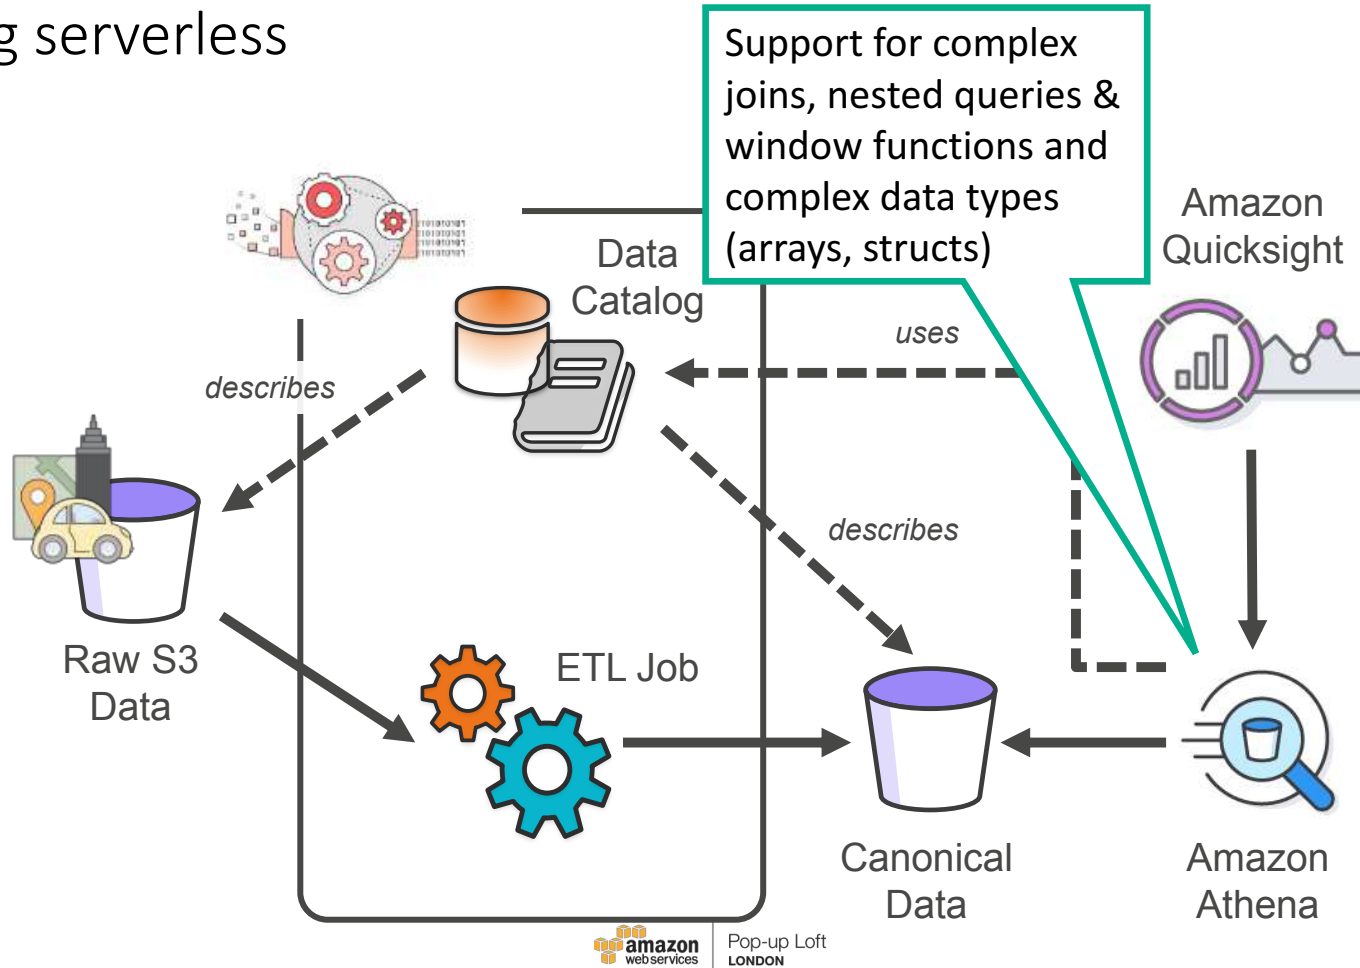 g serverless
Support for complex
joins, nested queries &
window functions and
complex data types
(arrays, structs)
Amazon
Quicksight
Data
Catalog
uses
describes
describes
Raw S3
Data
ETL Job
Canonical
Data
Amazon
Athena
amazon
webservices
Pop-up Loft
LONDON